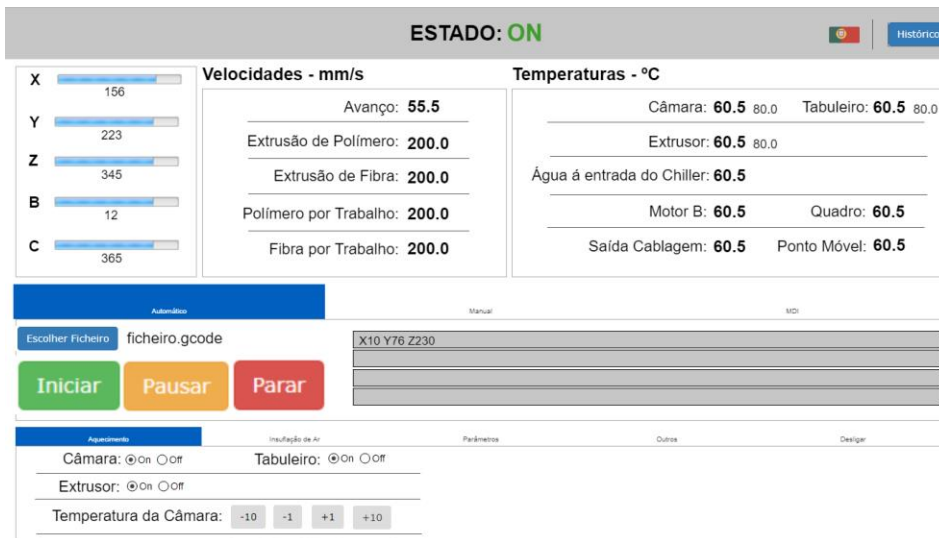 ESTADO: ON
Histórico
X
156
Y
223
Z
345
B
12
C
365
Velocidades - mm/s
Avanço: 55.5
Extrusão de Polímero: 200.0
Extrusão de Fibra: 200.0
Polímero por Trabalho: 200.0
Fibra por Trabalho: 200.0
Temperaturas - ºC
Câmara: 60.5 80.0 Tabuleiro: 60.5 80.0
Extrusor: 60.5 80.0
Água á entrada do Chiller: 60.5
Motor B: 60.5 Quadro: 60.5
Saída Cablagem: 60.5 Ponto Móvel: 60.5
Automático Manual MDI
Escolher Ficheiro ficheiro.gcode
Iniciar Pausar Parar
X10 Y76 Z230
Aquecimento Insuflação de Ar Parâmetros Outros Desligar
Câmara: On Off Tabuleiro: On Off
Extrusor: On Off
Temperatura da Câmara: -10 -1 +1 +10